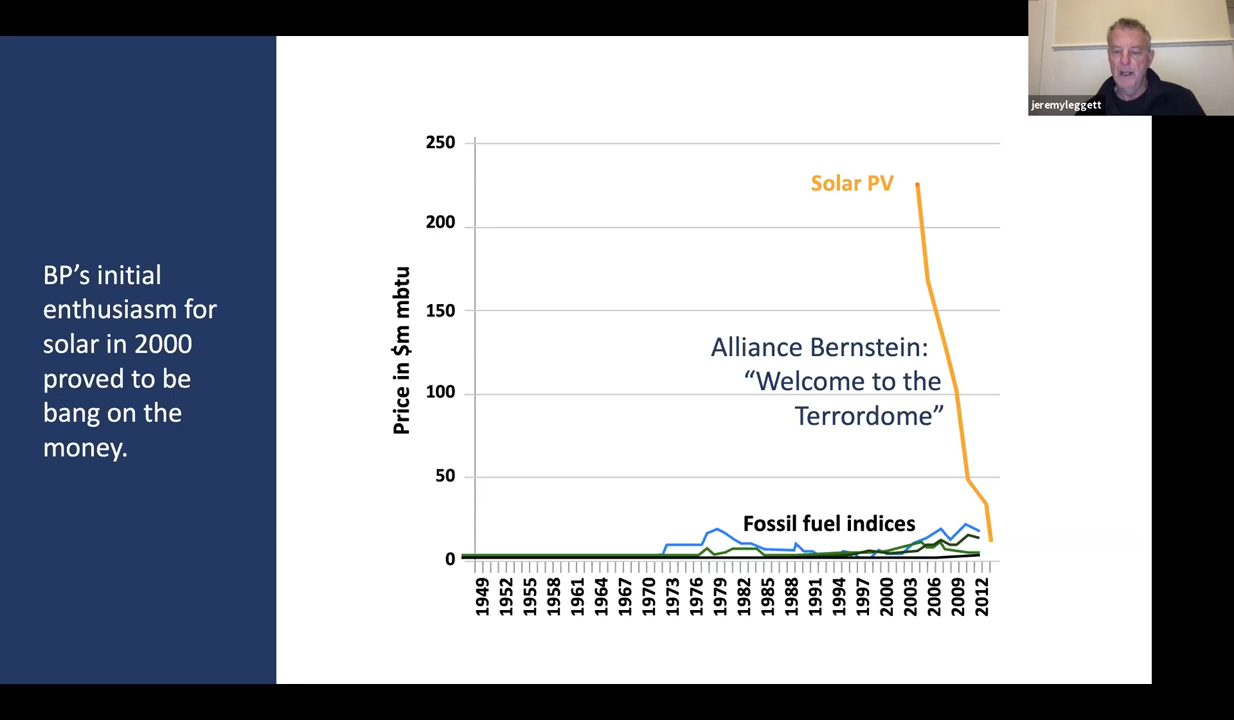 jeremyleggett
BP’s initial
enthusiasm for
solar in 2000
proved to be
bang on the
money.
Price in $m mbtu
250
200
150
100
50
0
Solar PV
Alliance Bernstein:
“Welcome to the
Terrordome”
Fossil fuel indices
1949
1952
1955
1958
1961
1964
1967
1970
1973
1976
1979
1982
1985
1988
1991
1994
1997
2000
2003
2006
2009
2012